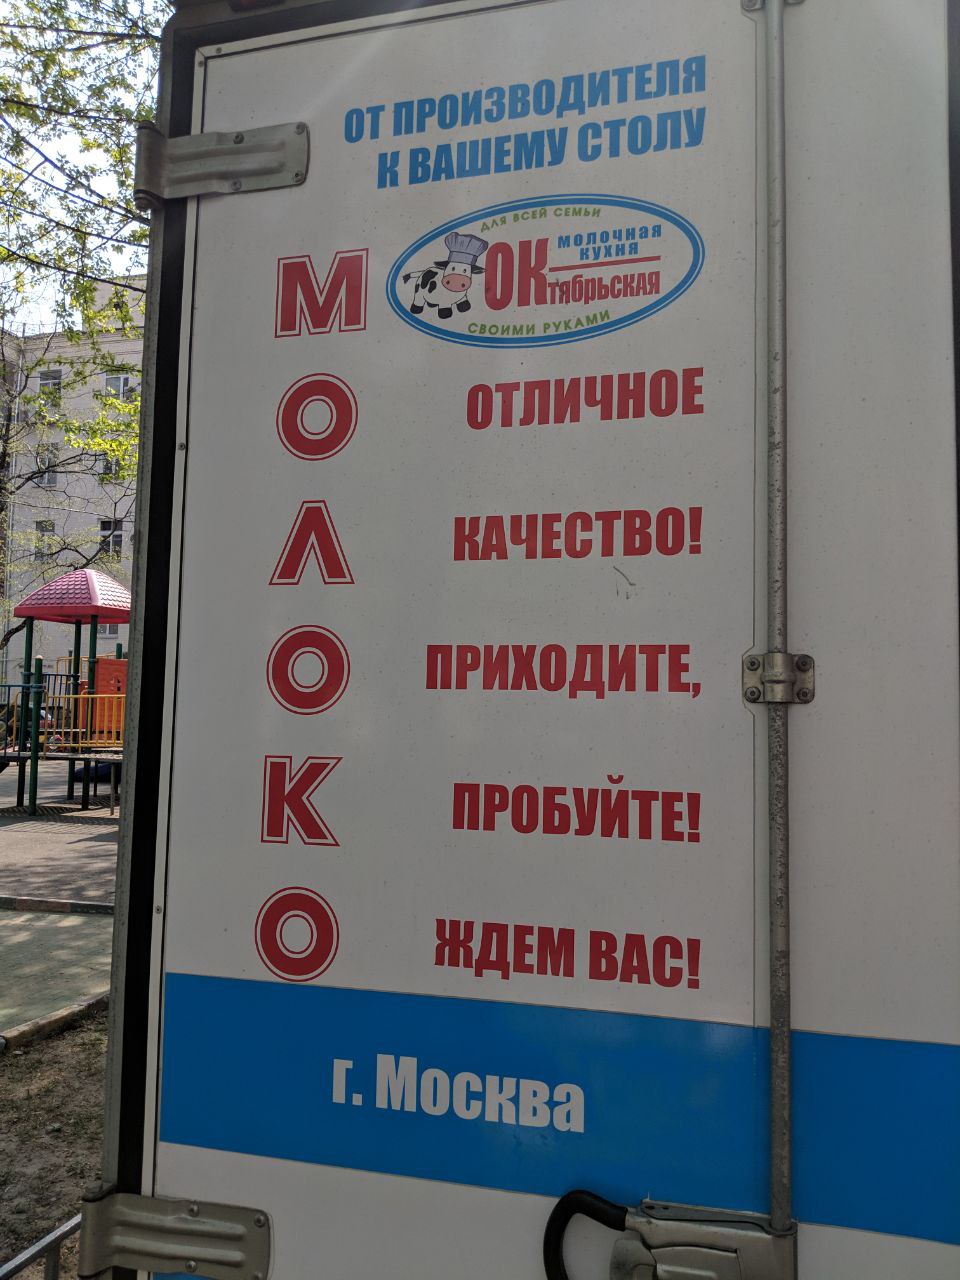 ОТ ПРОИЗВОДИТЕЛЯ
К ВАШЕМУ СТОЛУ
ДЛЯ ВСЕЙ СЕМЬИ
МОЛОЧНАЯ
КУХНЯ
ОКтябрьская
СВОИМИ РУКАМИ
МОЛОКО
ОТЛИЧНОЕ
КАЧЕСТВО!
ПРИХОДИТЕ,
ПРОБУЙТЕ!
ЖДЕМ ВАС!
г. Москва